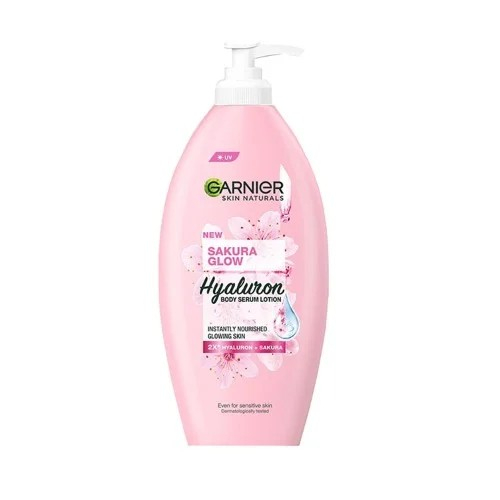 UV
GARNIER
SKIN NATURALS
NEW
SAKURA
GLOW
Hyaluron
BODY SERUM LOTION
INSTANTLY NOURISHED
GLOWING SKIN
2X* HYALURON + SAKURA
Even for sensitive skin
Dermatologically tested